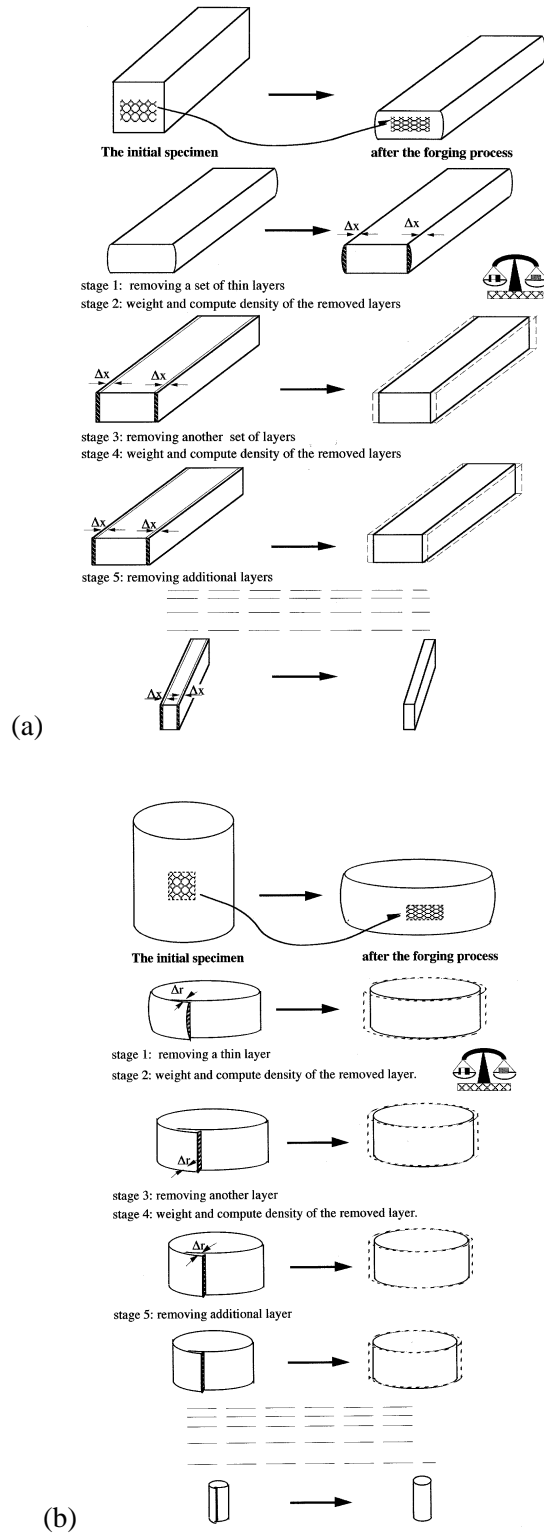 The initial specimen after the forging process
Δx Δx
stage 1: removing a set of thin layers
stage 2: weight and compute density of the removed layers
Δx Δx
stage 3: removing another set of layers
stage 4: weight and compute density of the removed layers
Δx Δx
stage 5: removing additional layers
Δx Δx
(a)
The initial specimen after the forging process
Δr
stage 1: removing a thin layer
stage 2: weight and compute density of the removed layer.
Δr
stage 3: removing another layer
stage 4: weight and compute density of the removed layer.
Δr
stage 5: removing additional layer
(b)